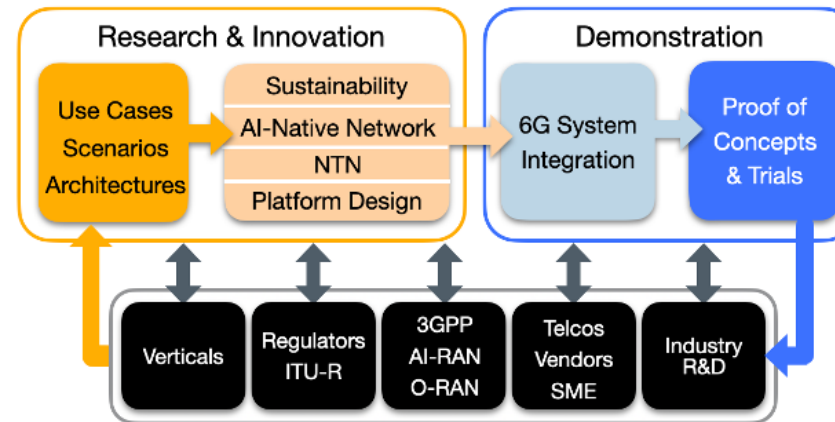 Research & Innovation
Demonstration
Use Cases
Scenarios
Architectures
Sustainability
AI-Native Network
NTN
Platform Design
6G System
Integration
Proof of
Concepts
& Trials
Verticals
Regulators
ITU-R
3GPP
AI-RAN
O-RAN
Telcos
Vendors
SME
Industry
R&D